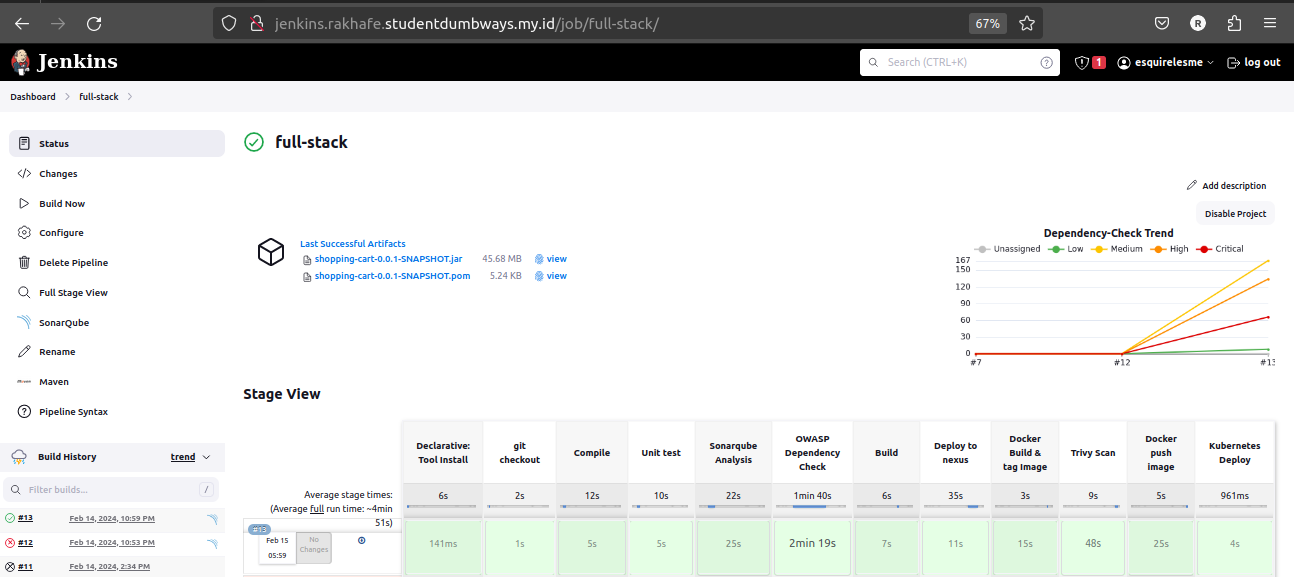 jenkins.rakhafe.studentdumbways.my.id/job/full-stack/
67%
R
Jenkins
Search (CTRL+K)
1
esquirelesme
log out
Dashboard
full-stack
Status
Changes
Build Now
Configure
Delete Pipeline
Full Stage View
SonarQube
Rename
Maven
Pipeline Syntax
Build History
trend
Filter builds...
/
#13
Feb 14, 2024, 10:59 PM
#12
Feb 14, 2024, 10:53 PM
#11
Feb 14, 2024, 2:34 PM
full-stack
Add description
Disable Project
Last Successful Artifacts
shopping-cart-0.0.1-SNAPSHOT.jar 45.68 MB view
shopping-cart-0.0.1-SNAPSHOT.pom 5.24 KB view
Dependency-Check Trend
Unassigned Low Medium High Critical
167
150
120
90
60
30
0
#7 #12 #13
Stage View
Declarative:
Tool Install
git
checkout
Compile
Unit test
Sonarqube
Analysis
OWASP
Dependency
Check
Build
Deploy to
nexus
Docker
Build &
tag Image
Trivy Scan
Docker
push
image
Kubernetes
Deploy
Average stage times:
(Average full run time: ~4min
51s)
6s 2s 12s 10s 22s 1min 40s 6s 35s 3s 9s 5s 961ms
#13
Feb 15
05:59
No
Changes
141ms 1s 5s 5s 25s 2min 19s 7s 11s 15s 48s 25s 4s